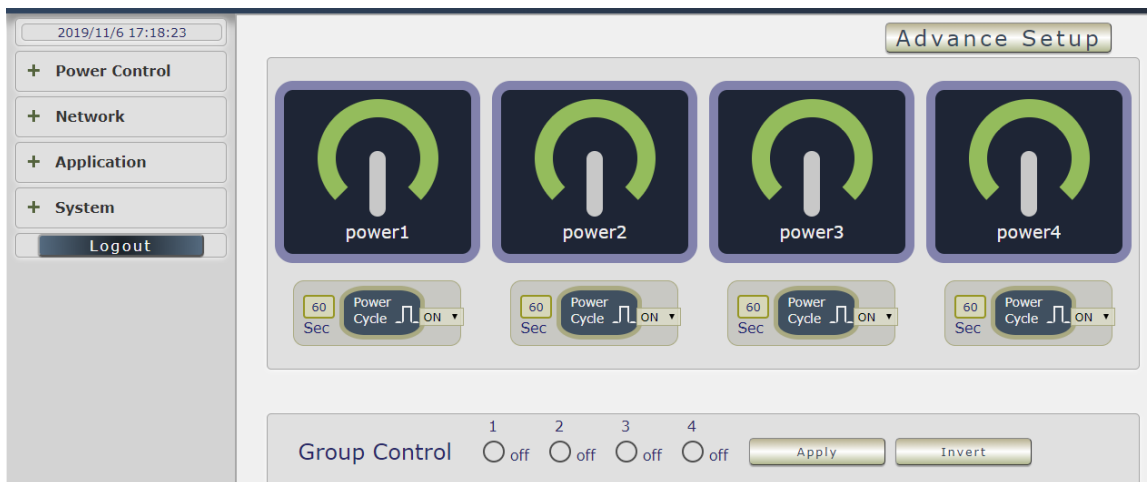 2019/11/6 17:18:23
+ Power Control
+ Network
+ Application
+ System
Logout
Advance Setup
power1 power2 power3 power4
60 Sec Power Cycle ON
60 Sec Power Cycle ON
60 Sec Power Cycle ON
60 Sec Power Cycle ON
1 2 3 4
Group Control off off off off Apply Invert